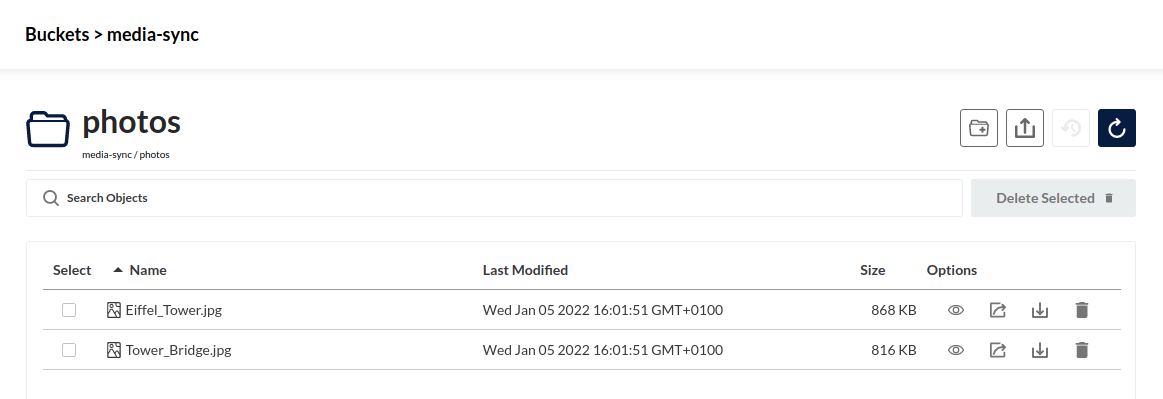 Buckets > media-sync
photos
media-sync / photos
Search Objects
Delete Selected
Select Name Last Modified Size Options
Eiffel_Tower.jpg Wed Jan 05 2022 16:01:51 GMT+0100 868 KB
Tower_Bridge.jpg Wed Jan 05 2022 16:01:51 GMT+0100 816 KB